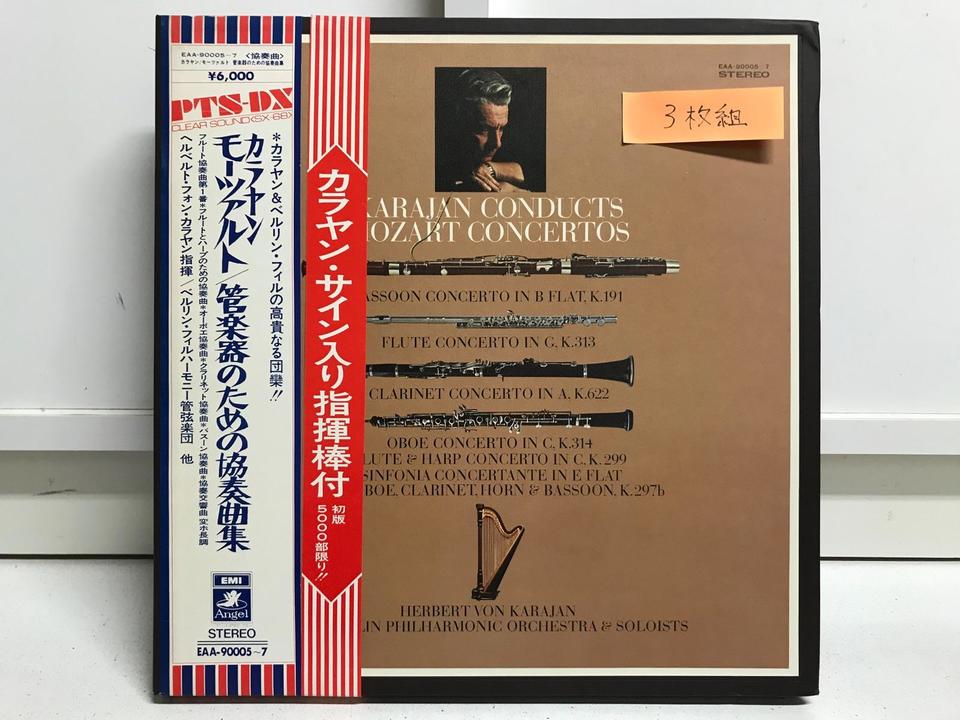 EAA-90005~7 〈協奏曲〉
カラヤン/モーツァルト 管楽器のための協奏曲集
¥6,000
PTS-DX
CLEAR SOUND〈SX-68〉
*カラヤン&ベルリン・フィルの高貴なる団欒!!
カラヤン
モーツァルト/管楽器のための協奏曲集
フルート協奏曲第1番*フルートとハープのための協奏曲*オーボエ協奏曲*クラリネット協奏曲*バスーン協奏曲*協奏交響曲 変ホ長調
ヘルベルト・フォン・カラヤン指揮/ベルリン・フィルハーモニー管弦楽団 他
EMI
Angel
STEREO
EAA-90005~7
カラヤン・サイン入り指揮棒付
初版
5000部限り!!
EAA-90005~7
STEREO
3枚組
KARAJAN CONDUCTS
MOZART CONCERTOS
ASSOON CONCERTO IN B FLAT, K.191
FLUTE CONCERTO IN G, K.313
CLARINET CONCERTO IN A, K.622
OBOE CONCERTO IN C, K.314
LUTE & HARP CONCERTO IN C, K.299
SINFONIA CONCERTANTE IN E FLAT
OBOE, CLARINET, HORN & BASSOON, K.297b
HERBERT VON KARAJAN
LIN PHILHARMONIC ORCHESTRA & SOLOISTS